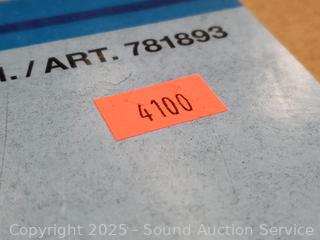 ./ART. 781893
4100
Copyright 2025 - Sound Auction Service